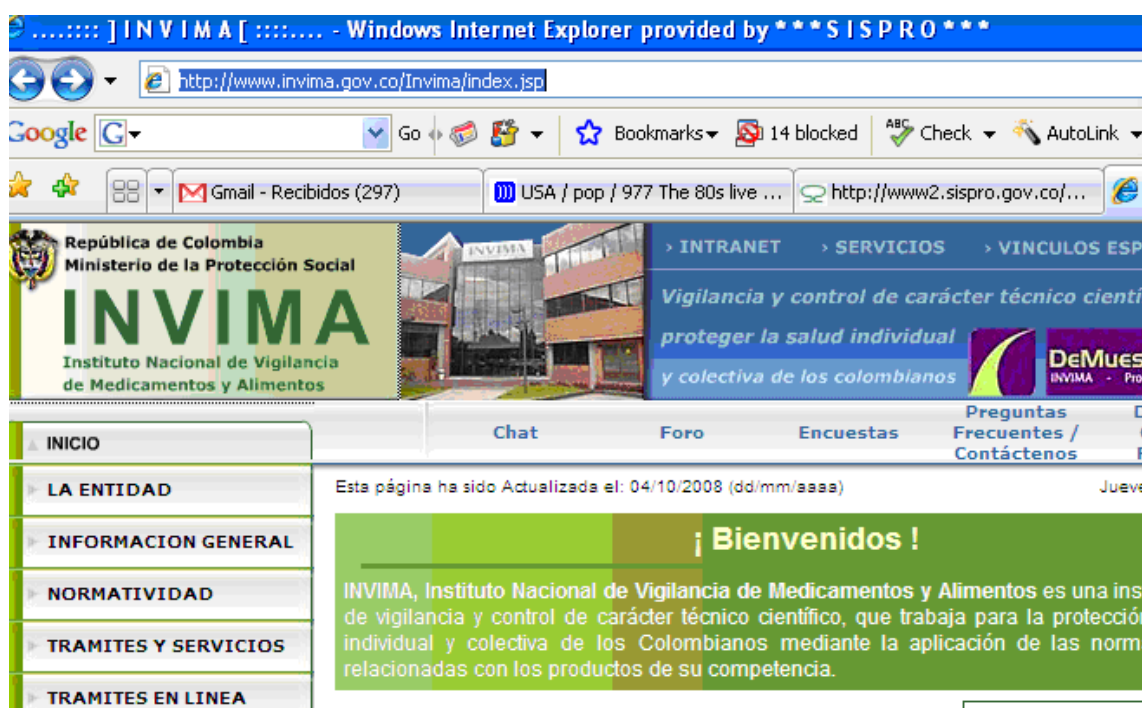 ....:::: ] I N V I M A [ ::::.... - Windows Internet Explorer provided by * * * S I S P R O * * *
http://www.invima.gov.co/Invima/index.jsp
Google G Go Bookmarks 14 blocked ABC Check AutoLink
Gmail - Recibidos (297) USA / pop / 977 The 80s live ... http://www2.sispro.gov.co/...
República de Colombia
Ministerio de la Protección Social
INVIMA
Instituto Nacional de Vigilancia
de Medicamentos y Alimentos
INVIMA
› INTRANET › SERVICIOS › VINCULOS ESP
Vigilancia y control de carácter técnico cientí
proteger la salud individual
y colectiva de los colombianos
DeMues
INVIMA - Pro
Chat Foro Encuestas Preguntas
Frecuentes /
Contáctenos
INICIO
LA ENTIDAD
INFORMACION GENERAL
NORMATIVIDAD
TRAMITES Y SERVICIOS
TRAMITES EN LINEA
Esta página ha sido Actualizada el: 04/10/2008 (dd/mm/aaaa) Jueve
¡ Bienvenidos !
INVIMA, Instituto Nacional de Vigilancia de Medicamentos y Alimentos es una ins
de vigilancia y control de carácter técnico científico, que trabaja para la protección
individual y colectiva de los Colombianos mediante la aplicación de las norm
relacionadas con los productos de su competencia.